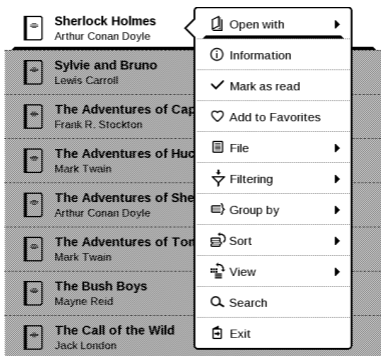 Sherlock Holmes
Arthur Conan Doyle
Sylvie and Bruno
Lewis Carroll
The Adventures of Cap
Frank R. Stockton
The Adventures of Huc
Mark Twain
The Adventures of She
Arthur Conan Doyle
The Adventures of Tom
Mark Twain
The Bush Boys
Mayne Reid
The Call of the Wild
Jack London
Open with
Information
Mark as read
Add to Favorites
File
Filtering
Group by
Sort
View
Search
Exit